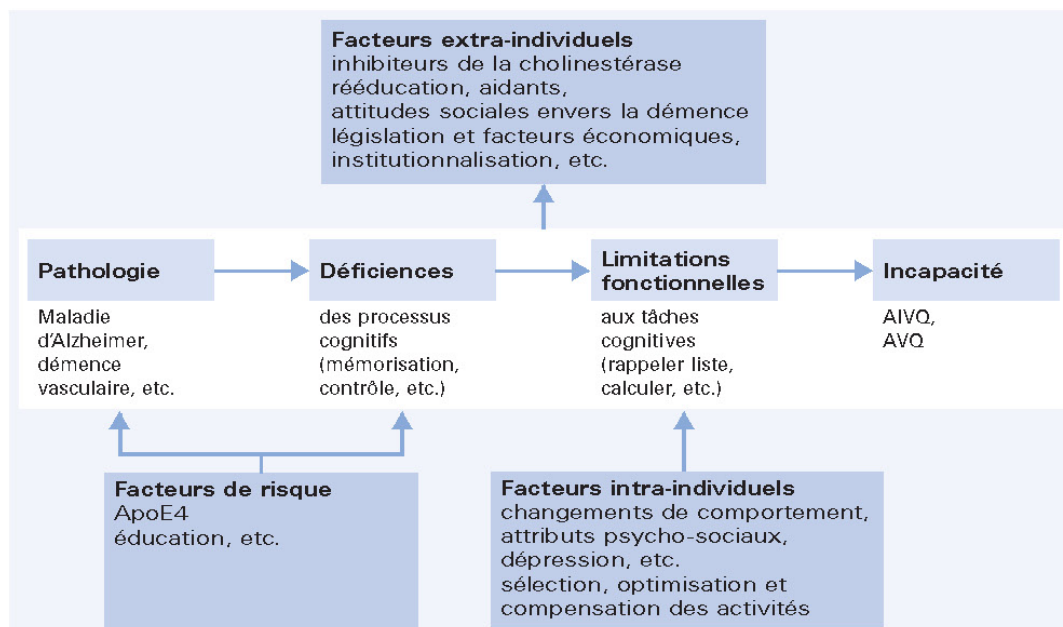 Facteurs extra-individuels
inhibiteurs de la cholinestérase
rééducation, aidants,
attitudes sociales envers la démence
législation et facteurs économiques,
institutionnalisation, etc.
Pathologie
Maladie
d'Alzheimer,
démence
vasculaire, etc.
Déficiences
des processus
cognitifs
(mémorisation,
contrôle, etc.)
Limitations
fonctionnelles
aux tâches
cognitives
(rappeler liste,
calculer, etc.)
Incapacité
AIVQ,
AVQ
Facteurs de risque
ApoE4
éducation, etc.
Facteurs intra-individuels
changements de comportement,
attributs psycho-sociaux,
dépression, etc.
sélection, optimisation et
compensation des activités